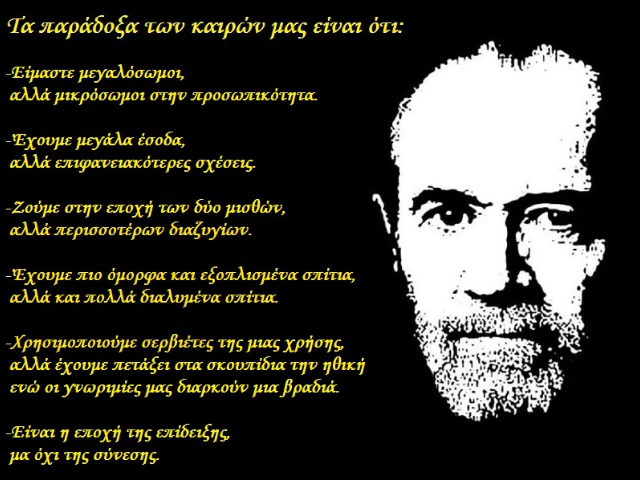 Τα παράδοξα των καιρών μας είναι ότι:
-Είμαστε μεγαλόσωμοι,
αλλά μικρόσωμοι στην προσωπικότητα.
-Έχουμε μεγάλα έσοδα,
αλλά επιφανειακότερες σχέσεις.
-Ζούμε στην εποχή των δύο μισθών,
αλλά περισσοτέρων διαζυγίων.
-Έχουμε πιο όμορφα και εξοπλισμένα σπίτια,
αλλά και πολλά διαλυμένα σπίτια.
-Χρησιμοποιούμε σερβιέτες της μιας χρήσης,
αλλά έχουμε πετάξει στα σκουπίδια την ηθική
ενώ οι γνωριμίες μας διαρκούν μια βραδιά.
-Είναι η εποχή της επίδειξης,
μα όχι της σύνεσης.